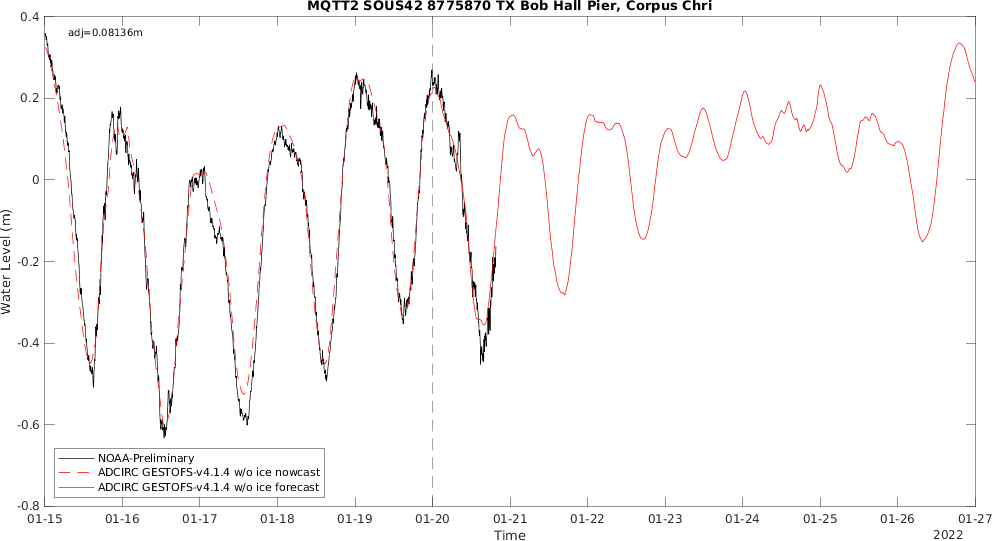 MQTT2 SOUS42 8775870 TX Bob Hall Pier, Corpus Chri
adj=0.08136m
0.4
0.2
0
-0.2
-0.4
-0.6
-0.8
Water Level (m)
NOAA-Preliminary
ADCIRC GESTOFS-v4.1.4 w/o ice nowcast
ADCIRC GESTOFS-v4.1.4 w/o ice forecast
01-15 01-16 01-17 01-18 01-19 01-20 01-21 01-22 01-23 01-24 01-25 01-26 01-27
Time
2022